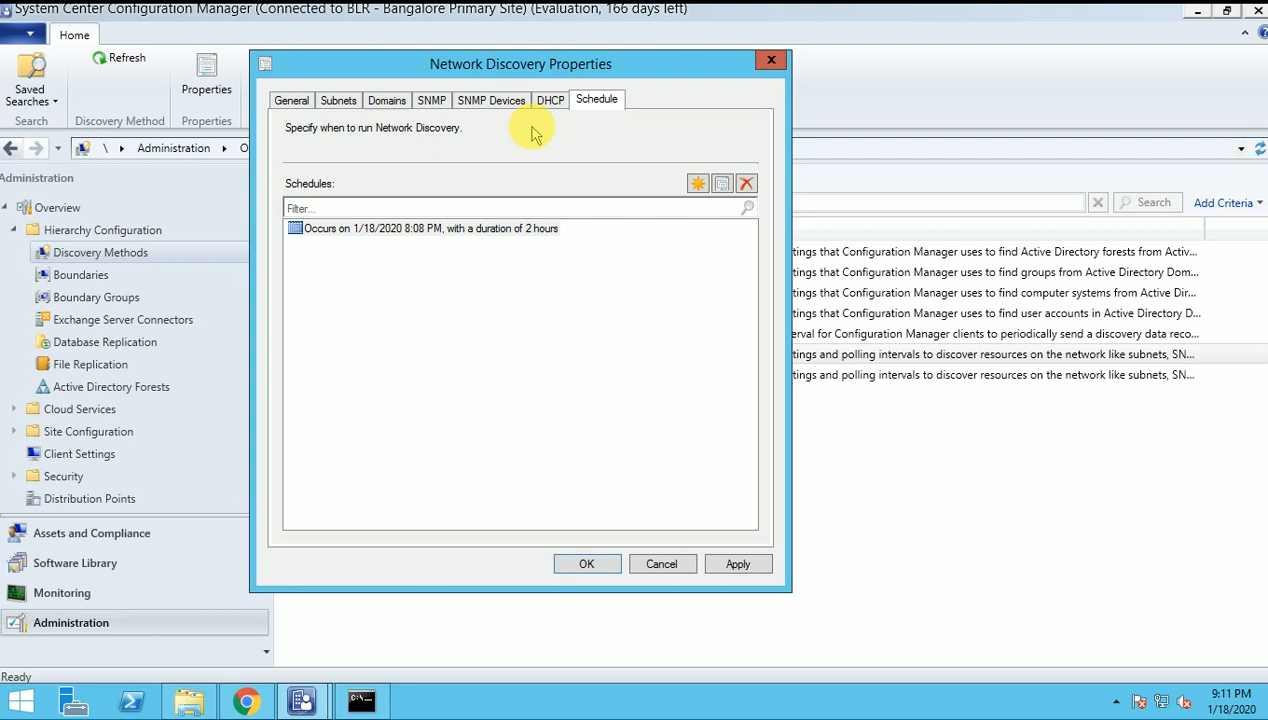 System Center Configuration Manager (Connected to BLR - Bangalore Primary Site) (Evaluation, 166 days left)
Home
Saved
Searches
Search
Refresh
Discovery Method
Properties
Properties
\ Administration
Search
Add Criteria
Administration
Overview
Hierarchy Configuration
Discovery Methods
Boundaries
Boundary Groups
Exchange Server Connectors
Database Replication
File Replication
Active Directory Forests
Cloud Services
Site Configuration
Client Settings
Security
Distribution Points
Assets and Compliance
Software Library
Monitoring
Administration
Network Discovery Properties
General Subnets Domains SNMP SNMP Devices DHCP Schedule
Specify when to run Network Discovery.
Schedules:
Filter...
Occurs on 1/18/2020 8:08 PM, with a duration of 2 hours
OK Cancel Apply
that Configuration Manager uses to find Active Directory forests from Activ...
that Configuration Manager uses to find groups from Active Directory Dom...
that Configuration Manager uses to find computer systems from Active Dir...
that Configuration Manager uses to find user accounts in Active Directory D...
for Configuration Manager clients to periodically send a discovery data reco...
and polling intervals to discover resources on the network like subnets, SN...
and polling intervals to discover resources on the network like subnets, SN...
Ready
9:11 PM
1/18/2020